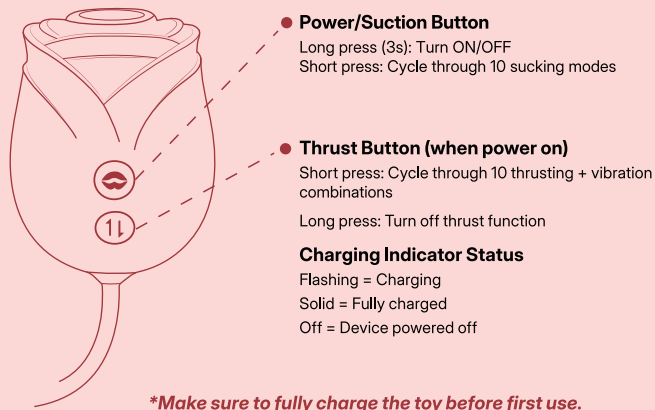 Power/Suction Button
Long press (3s): Turn ON/OFF
Short press: Cycle through 10 sucking modes
Thrust Button (when power on)
Short press: Cycle through 10 thrusting + vibration
combinations
Long press: Turn off thrust function
Charging Indicator Status
Flashing = Charging
Solid = Fully charged
Off = Device powered off
*Make sure to fully charge the toy before first use.